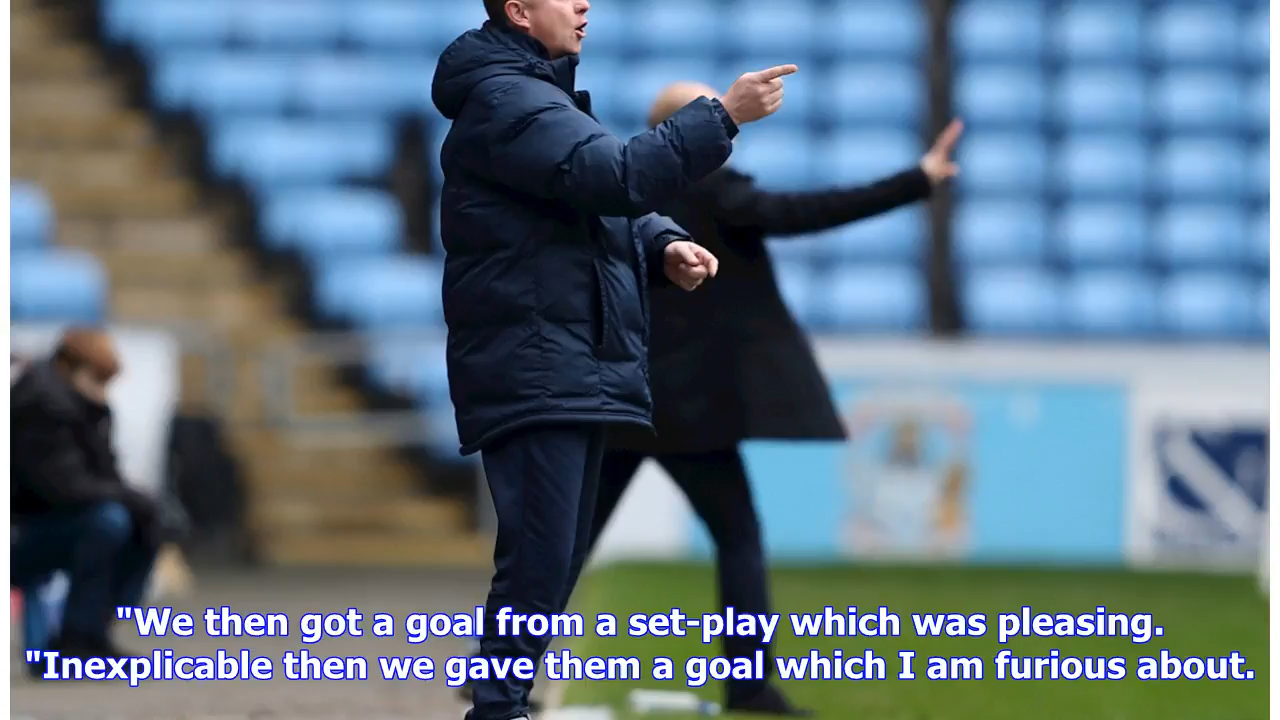 "We then got a goal from a set-play which was pleasing.
"Inexplicable then we gave them a goal which I am furious about.